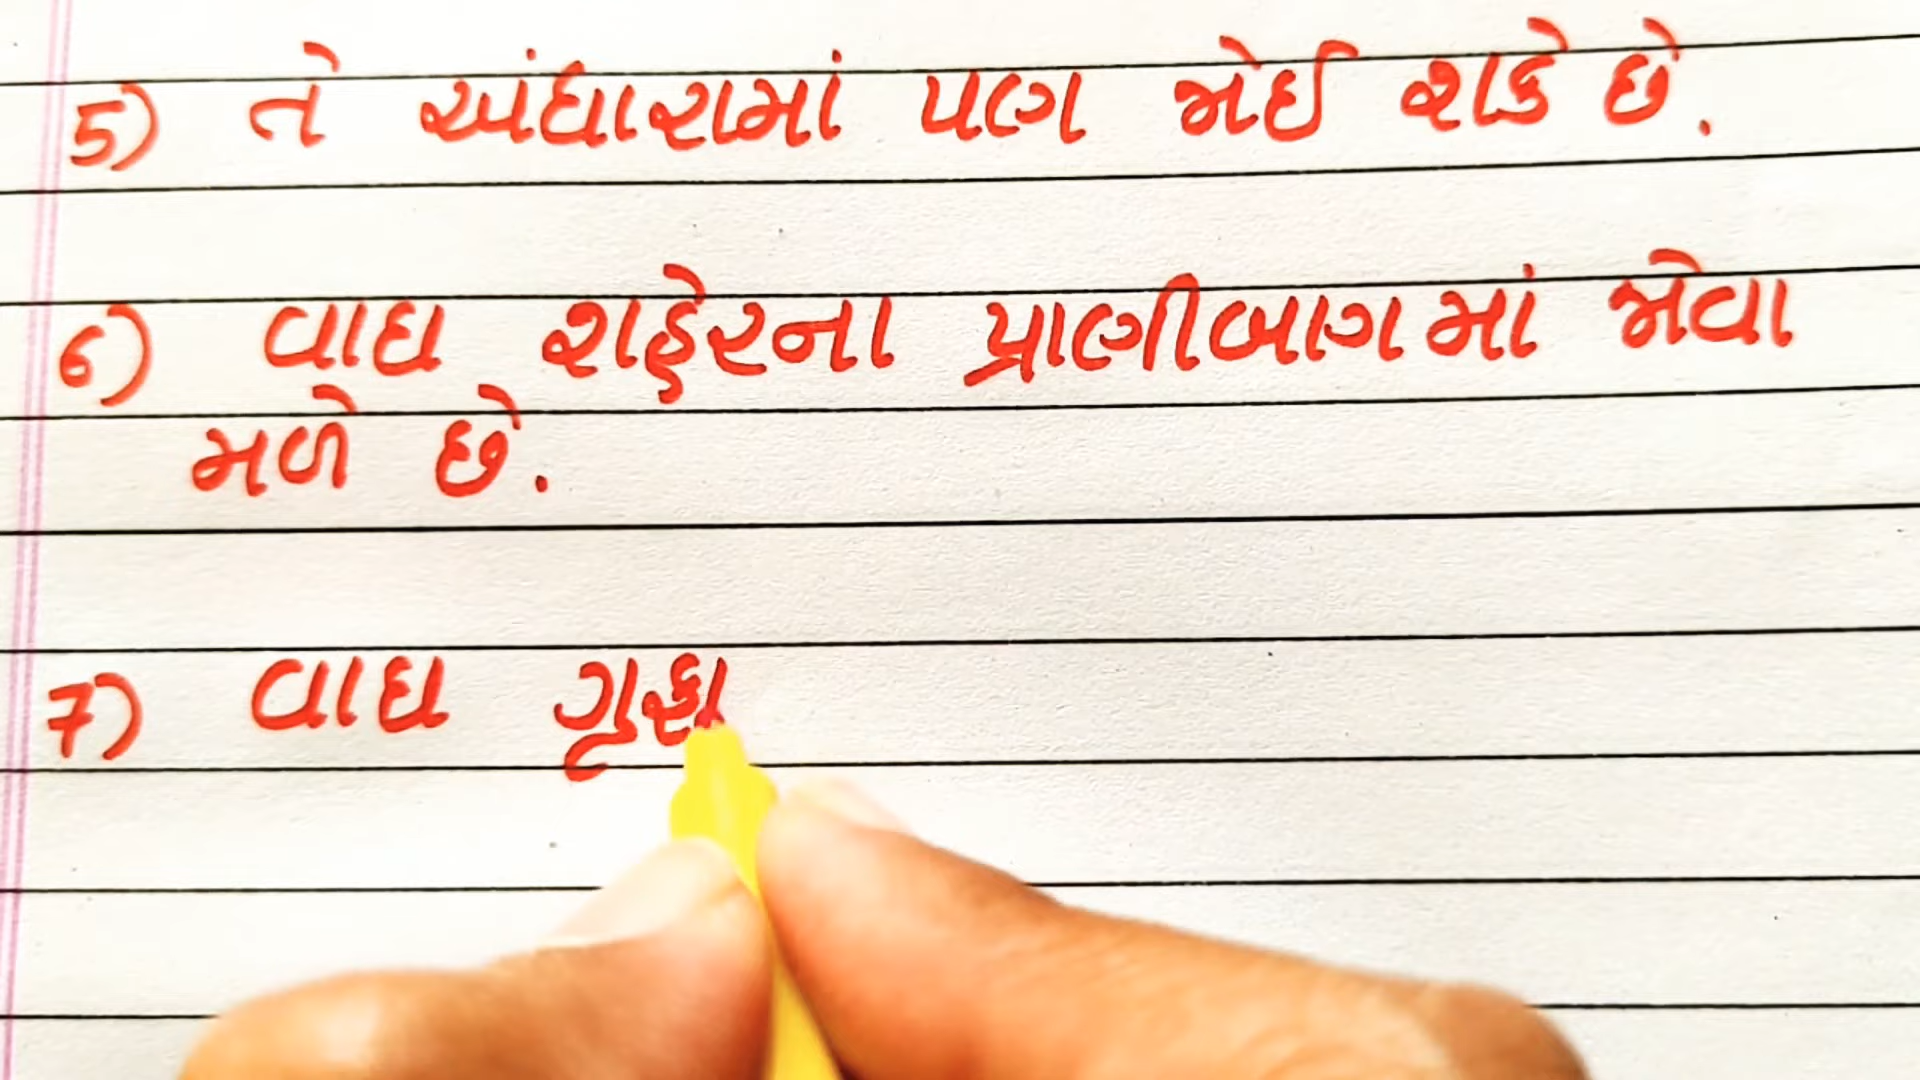 5) તે અંધારામાં પણ જોઈ શકે છે.
6) વાઘ શહેરના પ્રાણીબાગમાં જોવા
મળે છે.
7) વાઘ ગુફા